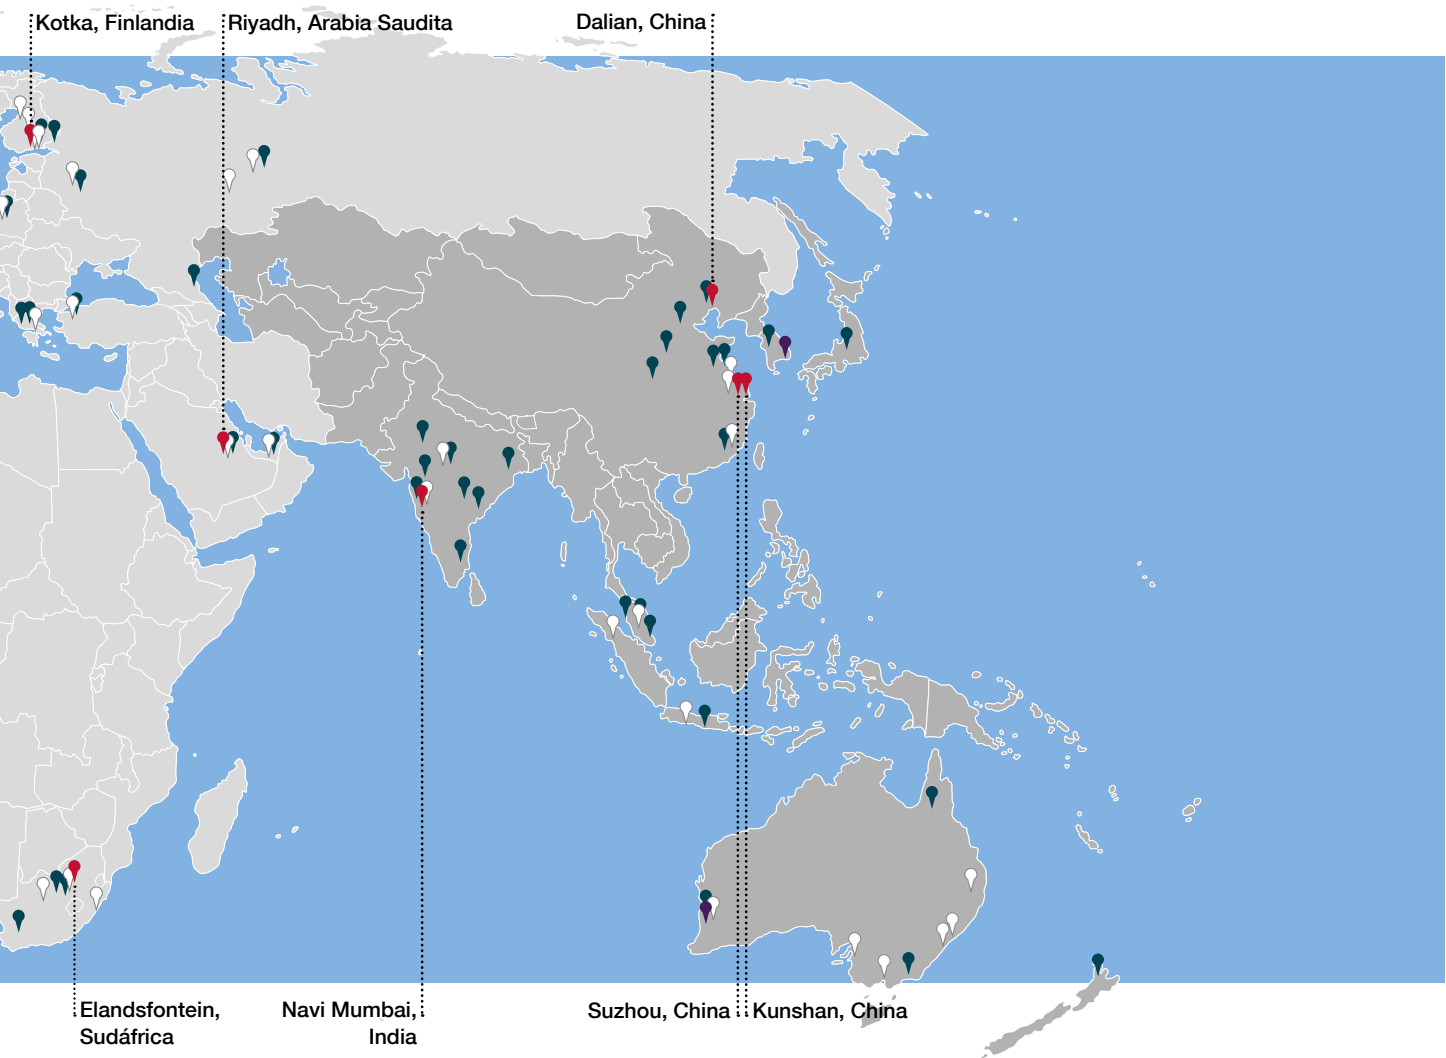 Kotka, Finlandia
Riyadh, Arabia Saudita
Dalian, China
Elandsfontein,
Sudáfrica
Navi Mumbai,
India
Suzhou, China
Kunshan, China